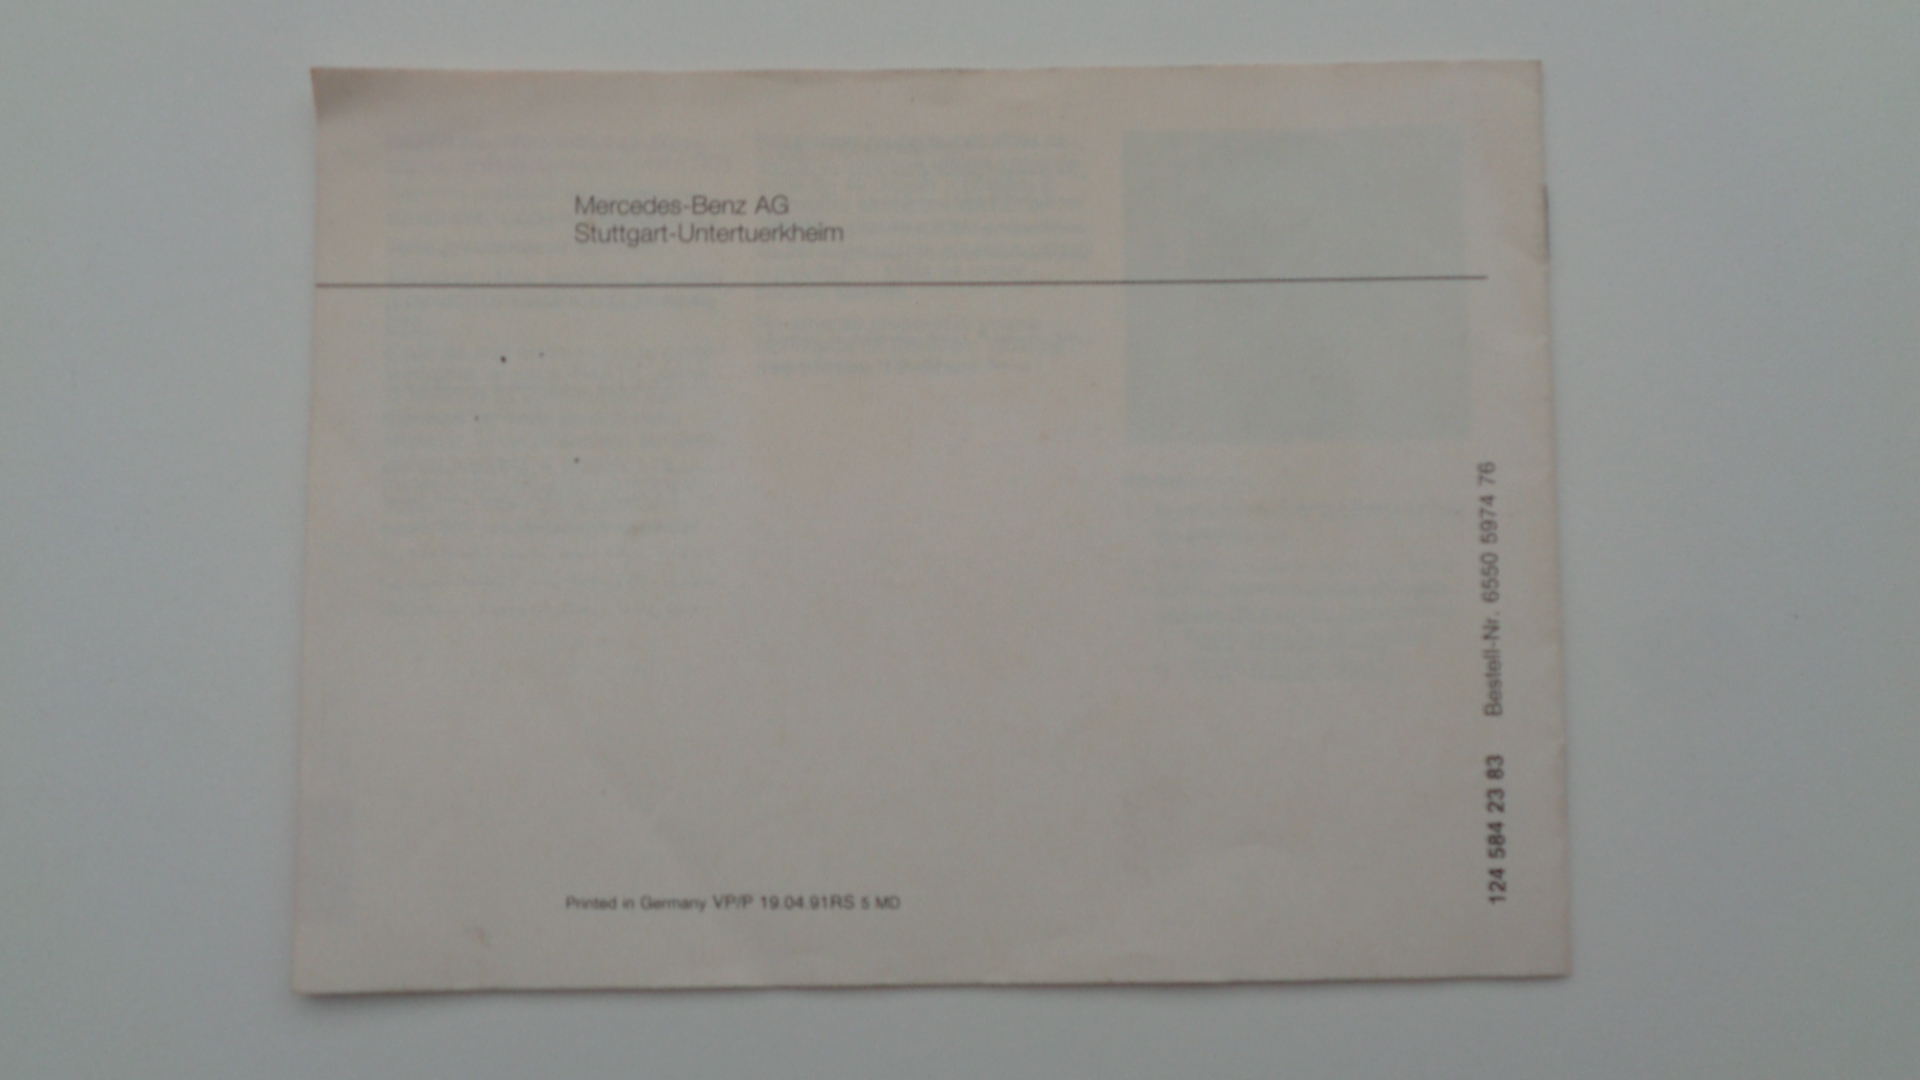 Mercedes-Benz AG
Stuttgart-Untertuerkheim
Printed in Germany VP/P 19.04.91RS 5 MD
124 584 23 83 Bestell-Nr. 6550 5974 76